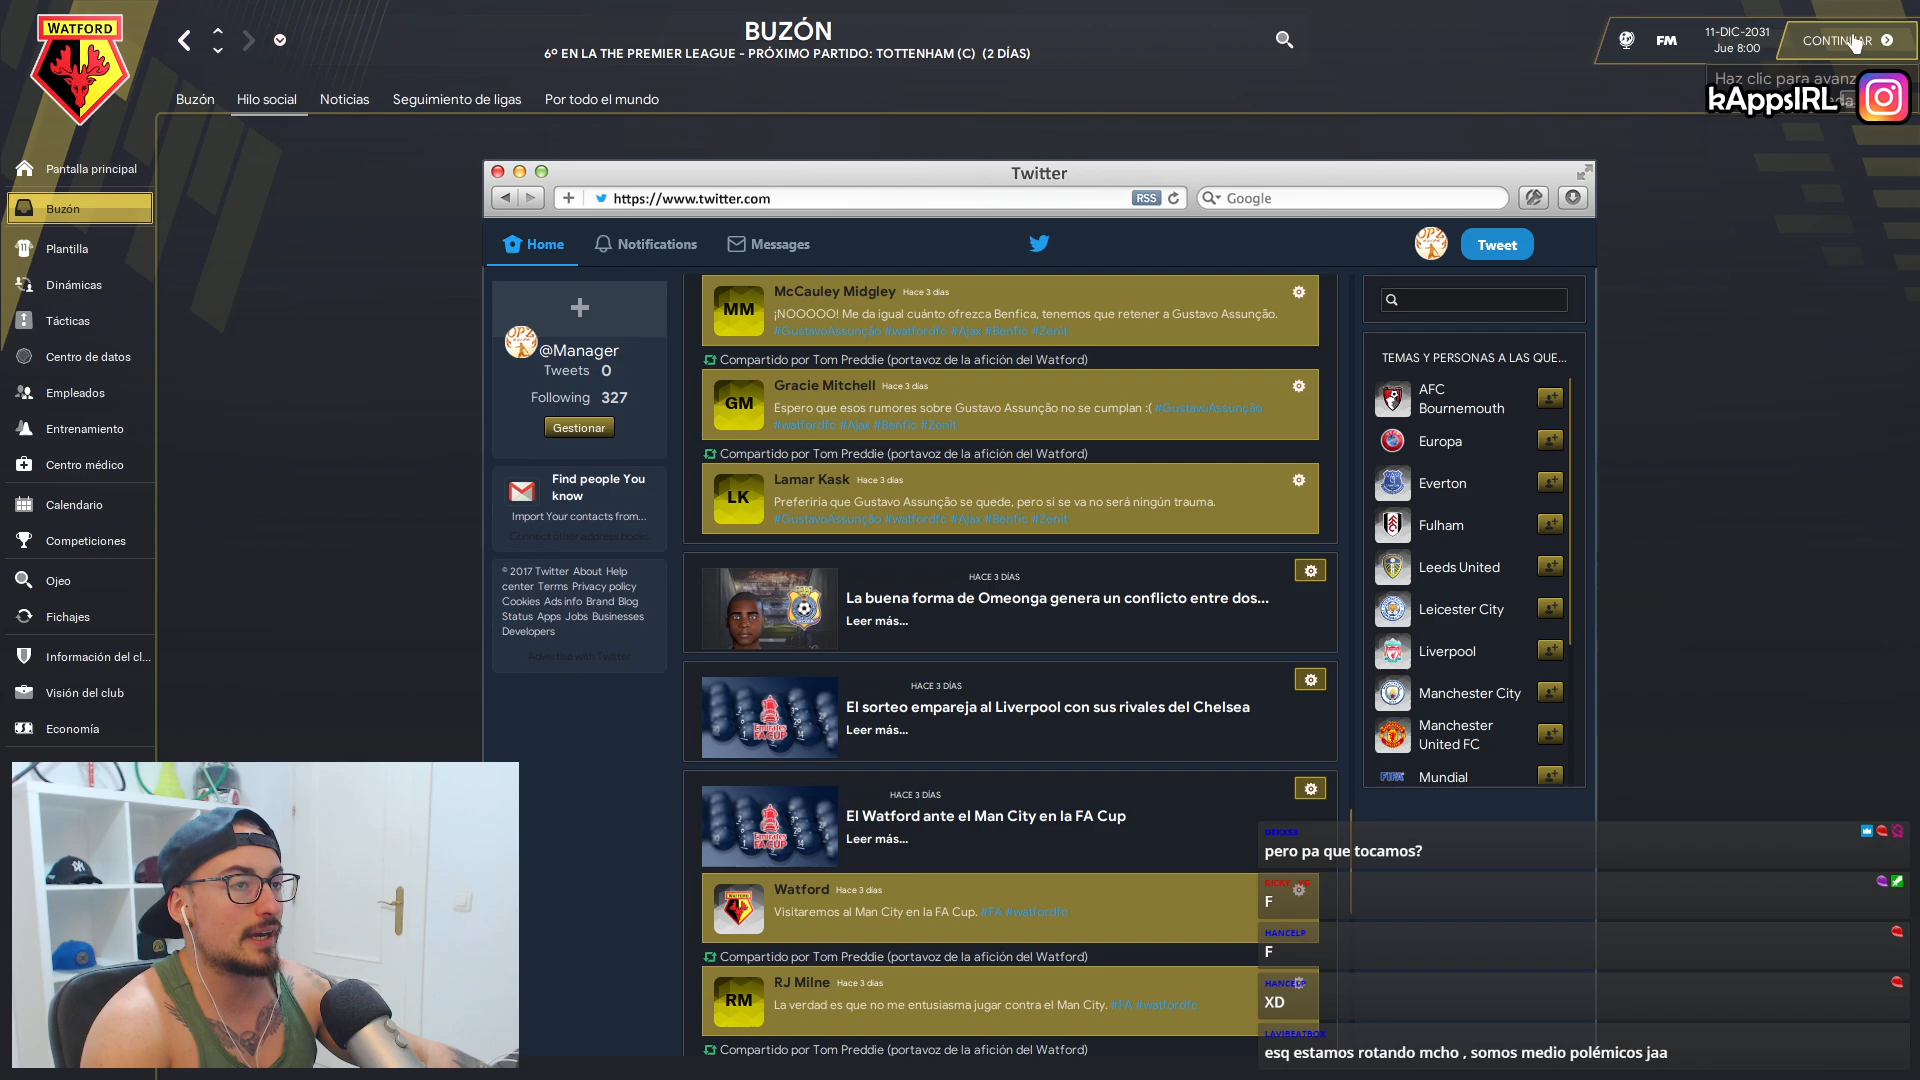 WATFORD
BUZÓN
6º EN LA THE PREMIER LEAGUE - PRÓXIMO PARTIDO: TOTTENHAM (C) (2 DÍAS)
FM
11-DIC-2031
Jue 8:00
CONTINUAR
Haz clic para avanz
kAppsIRL
Buzón
Hilo social
Noticias
Seguimiento de ligas
Por todo el mundo
Pantalla principal
Buzón
Plantilla
Dinámicas
Tácticas
Centro de datos
Empleados
Entrenamiento
Centro médico
Calendario
Competiciones
Ojeo
Fichajes
Información del cl...
Visión del club
Economía
Twitter
https://www.twitter.com
RSS
Google
Home
Notifications
Messages
Tweet
@Manager
Tweets 0
Following 327
Gestionar
Find people You
know
Import Your contacts from...
Connect other address books
© 2017 Twitter About Help
center Terms Privacy policy
Cookies Ads info Brand Blog
Status Apps Jobs Businesses
Developers
Advertise with Twitter
MM
McCauley Midgley Hace 3 días
¡NOOOOO! Me da igual cuánto ofrezca Benfica, tenemos que retener a Gustavo Assunção.
#GustavoAssunção #watfordfc #Ajax #Benfic #Zenit
Compartido por Tom Preddie (portavoz de la afición del Watford)
GM
Gracie Mitchell Hace 3 días
Espero que esos rumores sobre Gustavo Assunção no se cumplan :( #GustavoAssunção
#watfordfc #Ajax #Benfic #Zenit
Compartido por Tom Preddie (portavoz de la afición del Watford)
LK
Lamar Kask Hace 3 días
Preferiría que Gustavo Assunção se quede, pero si se va no será ningún trauma.
#GustavoAssunção #watfordfc #Ajax #Benfic #Zenit
HACE 3 DÍAS
La buena forma de Omeonga genera un conflicto entre dos...
Leer más...
HACE 3 DÍAS
El sorteo empareja al Liverpool con sus rivales del Chelsea
Leer más...
Emirates
FA CUP
HACE 3 DÍAS
El Watford ante el Man City en la FA Cup
Leer más...
Emirates
FA CUP
Watford Hace 3 días
Visitaremos al Man City en la FA Cup. #FA #watfordfc
Compartido por Tom Preddie (portavoz de la afición del Watford)
RM
RJ Milne Hace 3 días
La verdad es que no me entusiasma jugar contra el Man City. #FA #watfordfc
Compartido por Tom Preddie (portavoz de la afición del Watford)
TEMAS Y PERSONAS A LAS QUE...
AFC
Bournemouth
Europa
Everton
Fulham
Leeds United
Leicester City
Liverpool
Manchester City
Manchester
United FC
FIFA
Mundial
pero pa que tocamos?
F
HANCELP
F
HANCELP
XD
LAVIBEATBOX
esq estamos rotando mcho , somos medio polémicos jaa